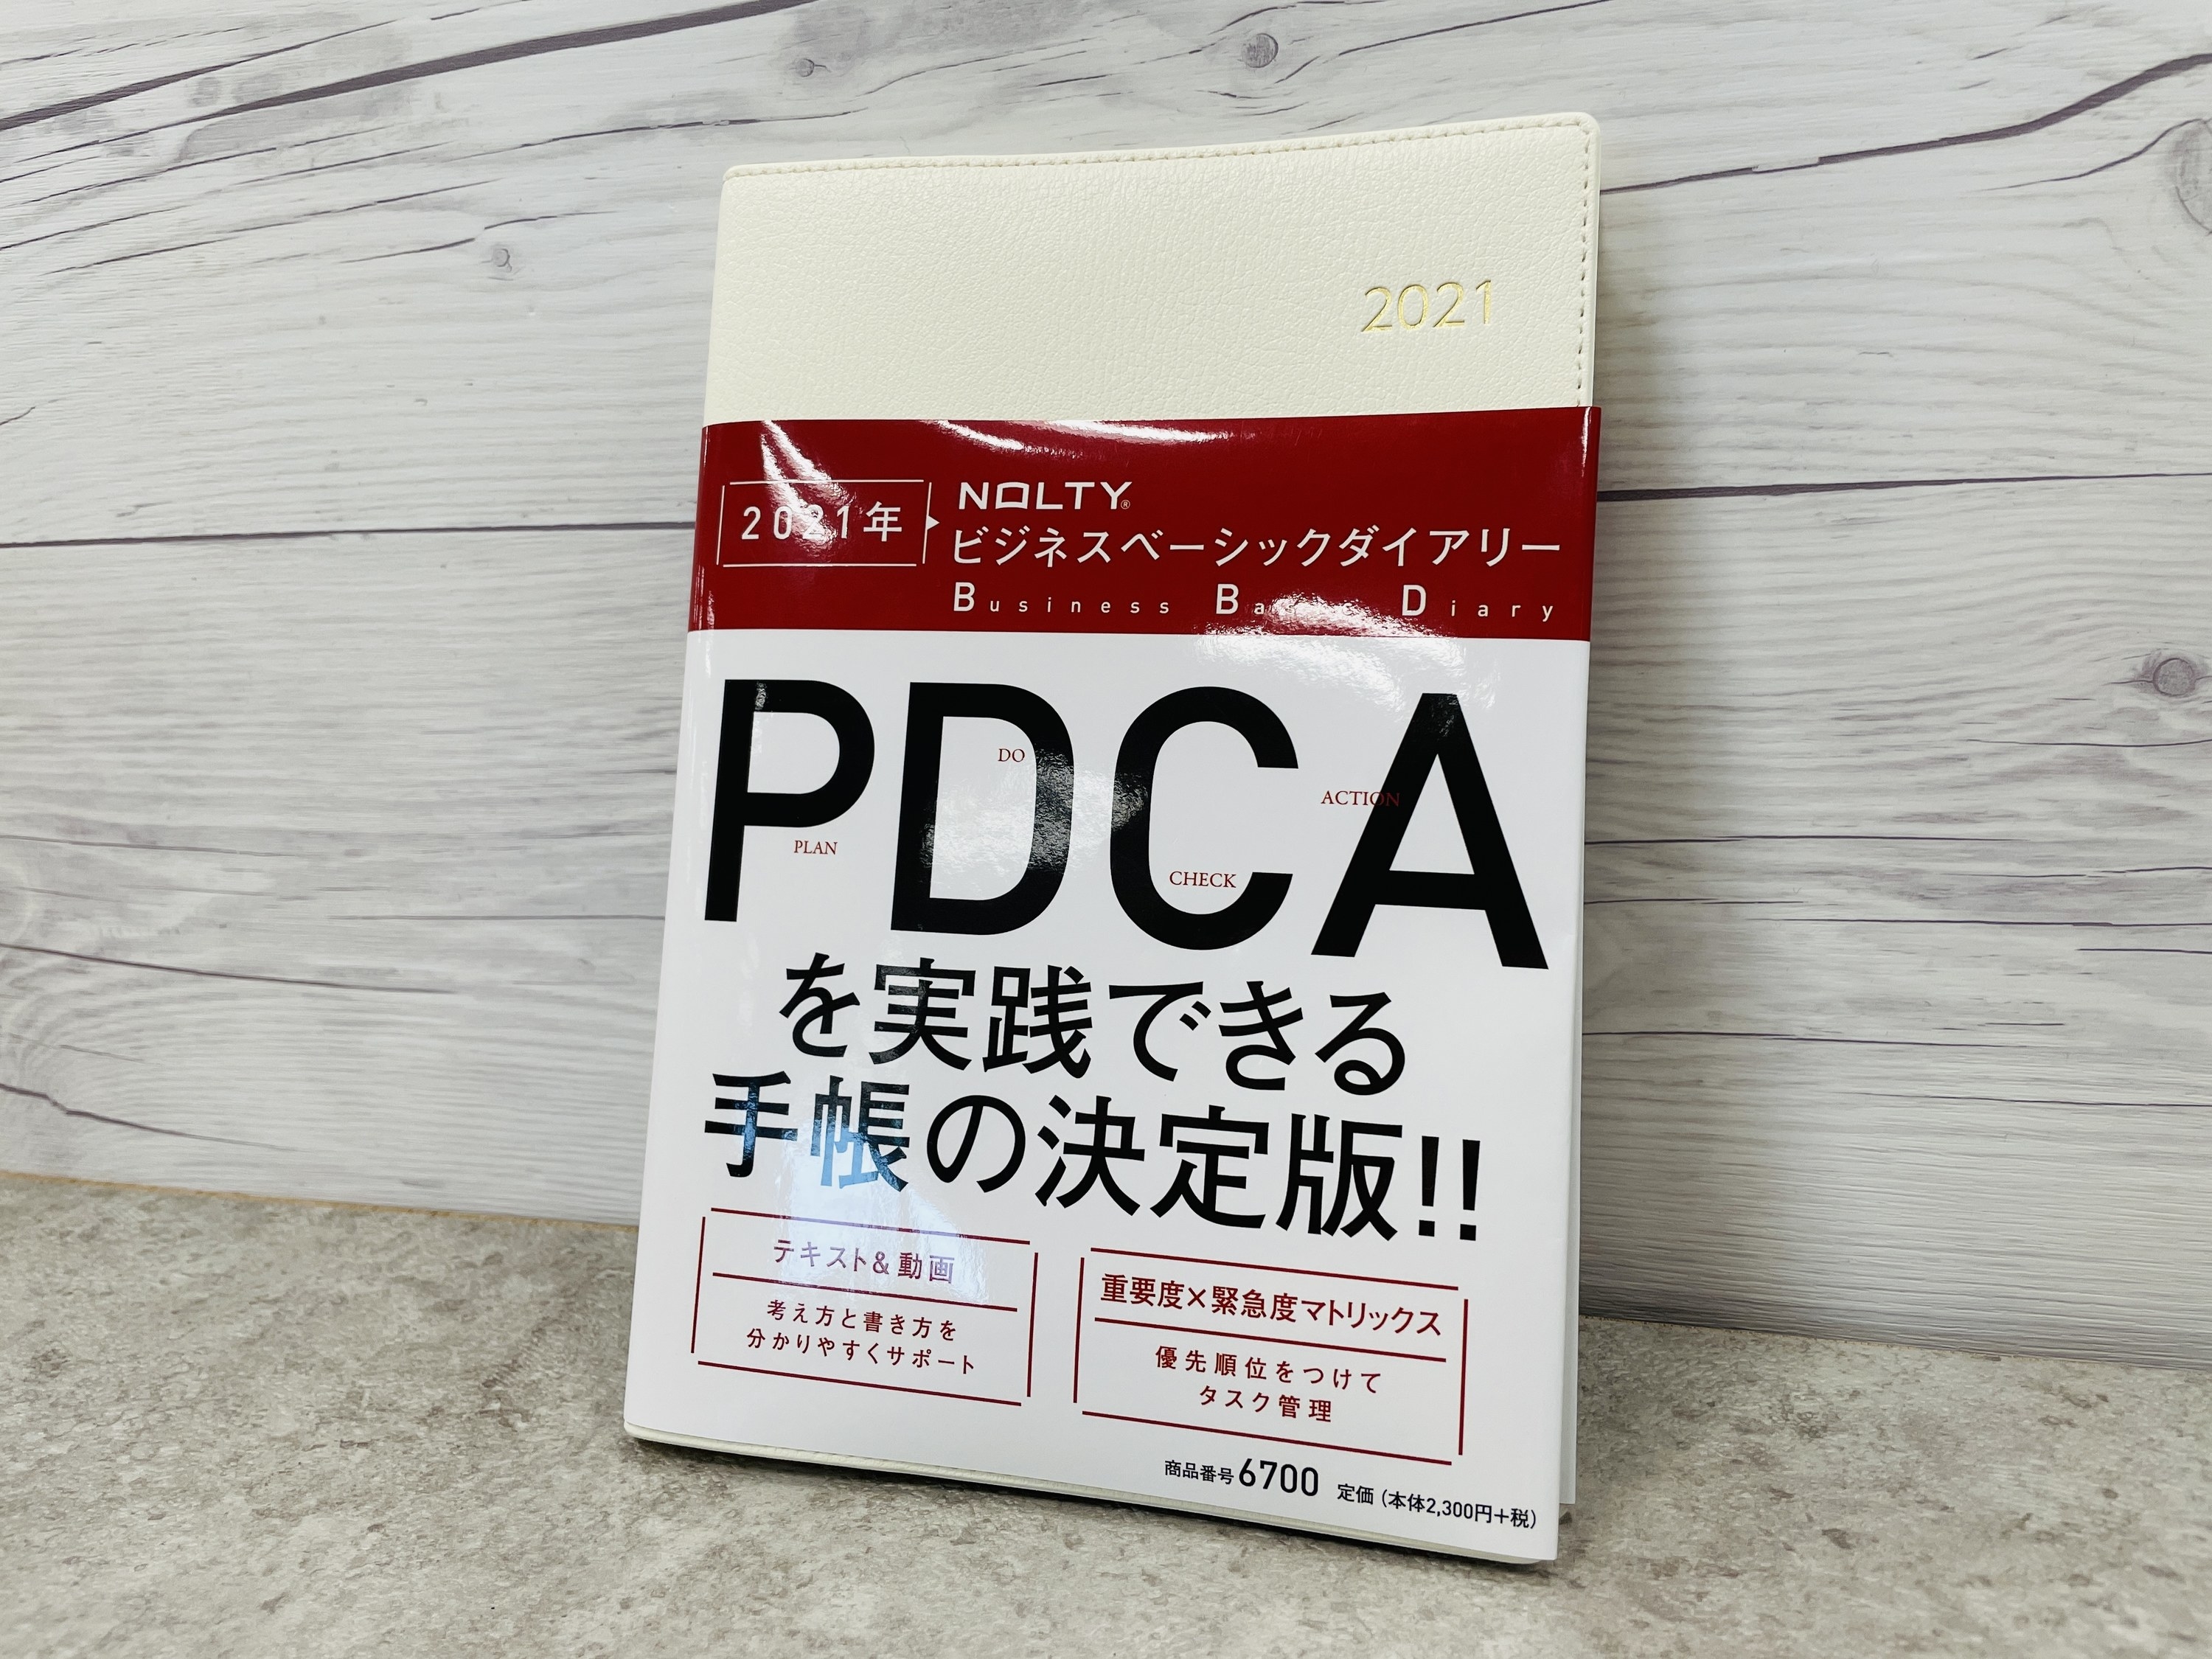 2021
2021年
NOLTY®
ビジネスベーシックダイアリー
Business Basic Diary
PDCA
PLAN
DO
CHECK
ACTION
を実践できる
手帳の決定版!!
テキスト&動画
考え方と書き方を
分かりやすくサポート
重要度×緊急度マトリックス
優先順位をつけて
タスク管理
商品番号6700 定価（本体2,300円+税）